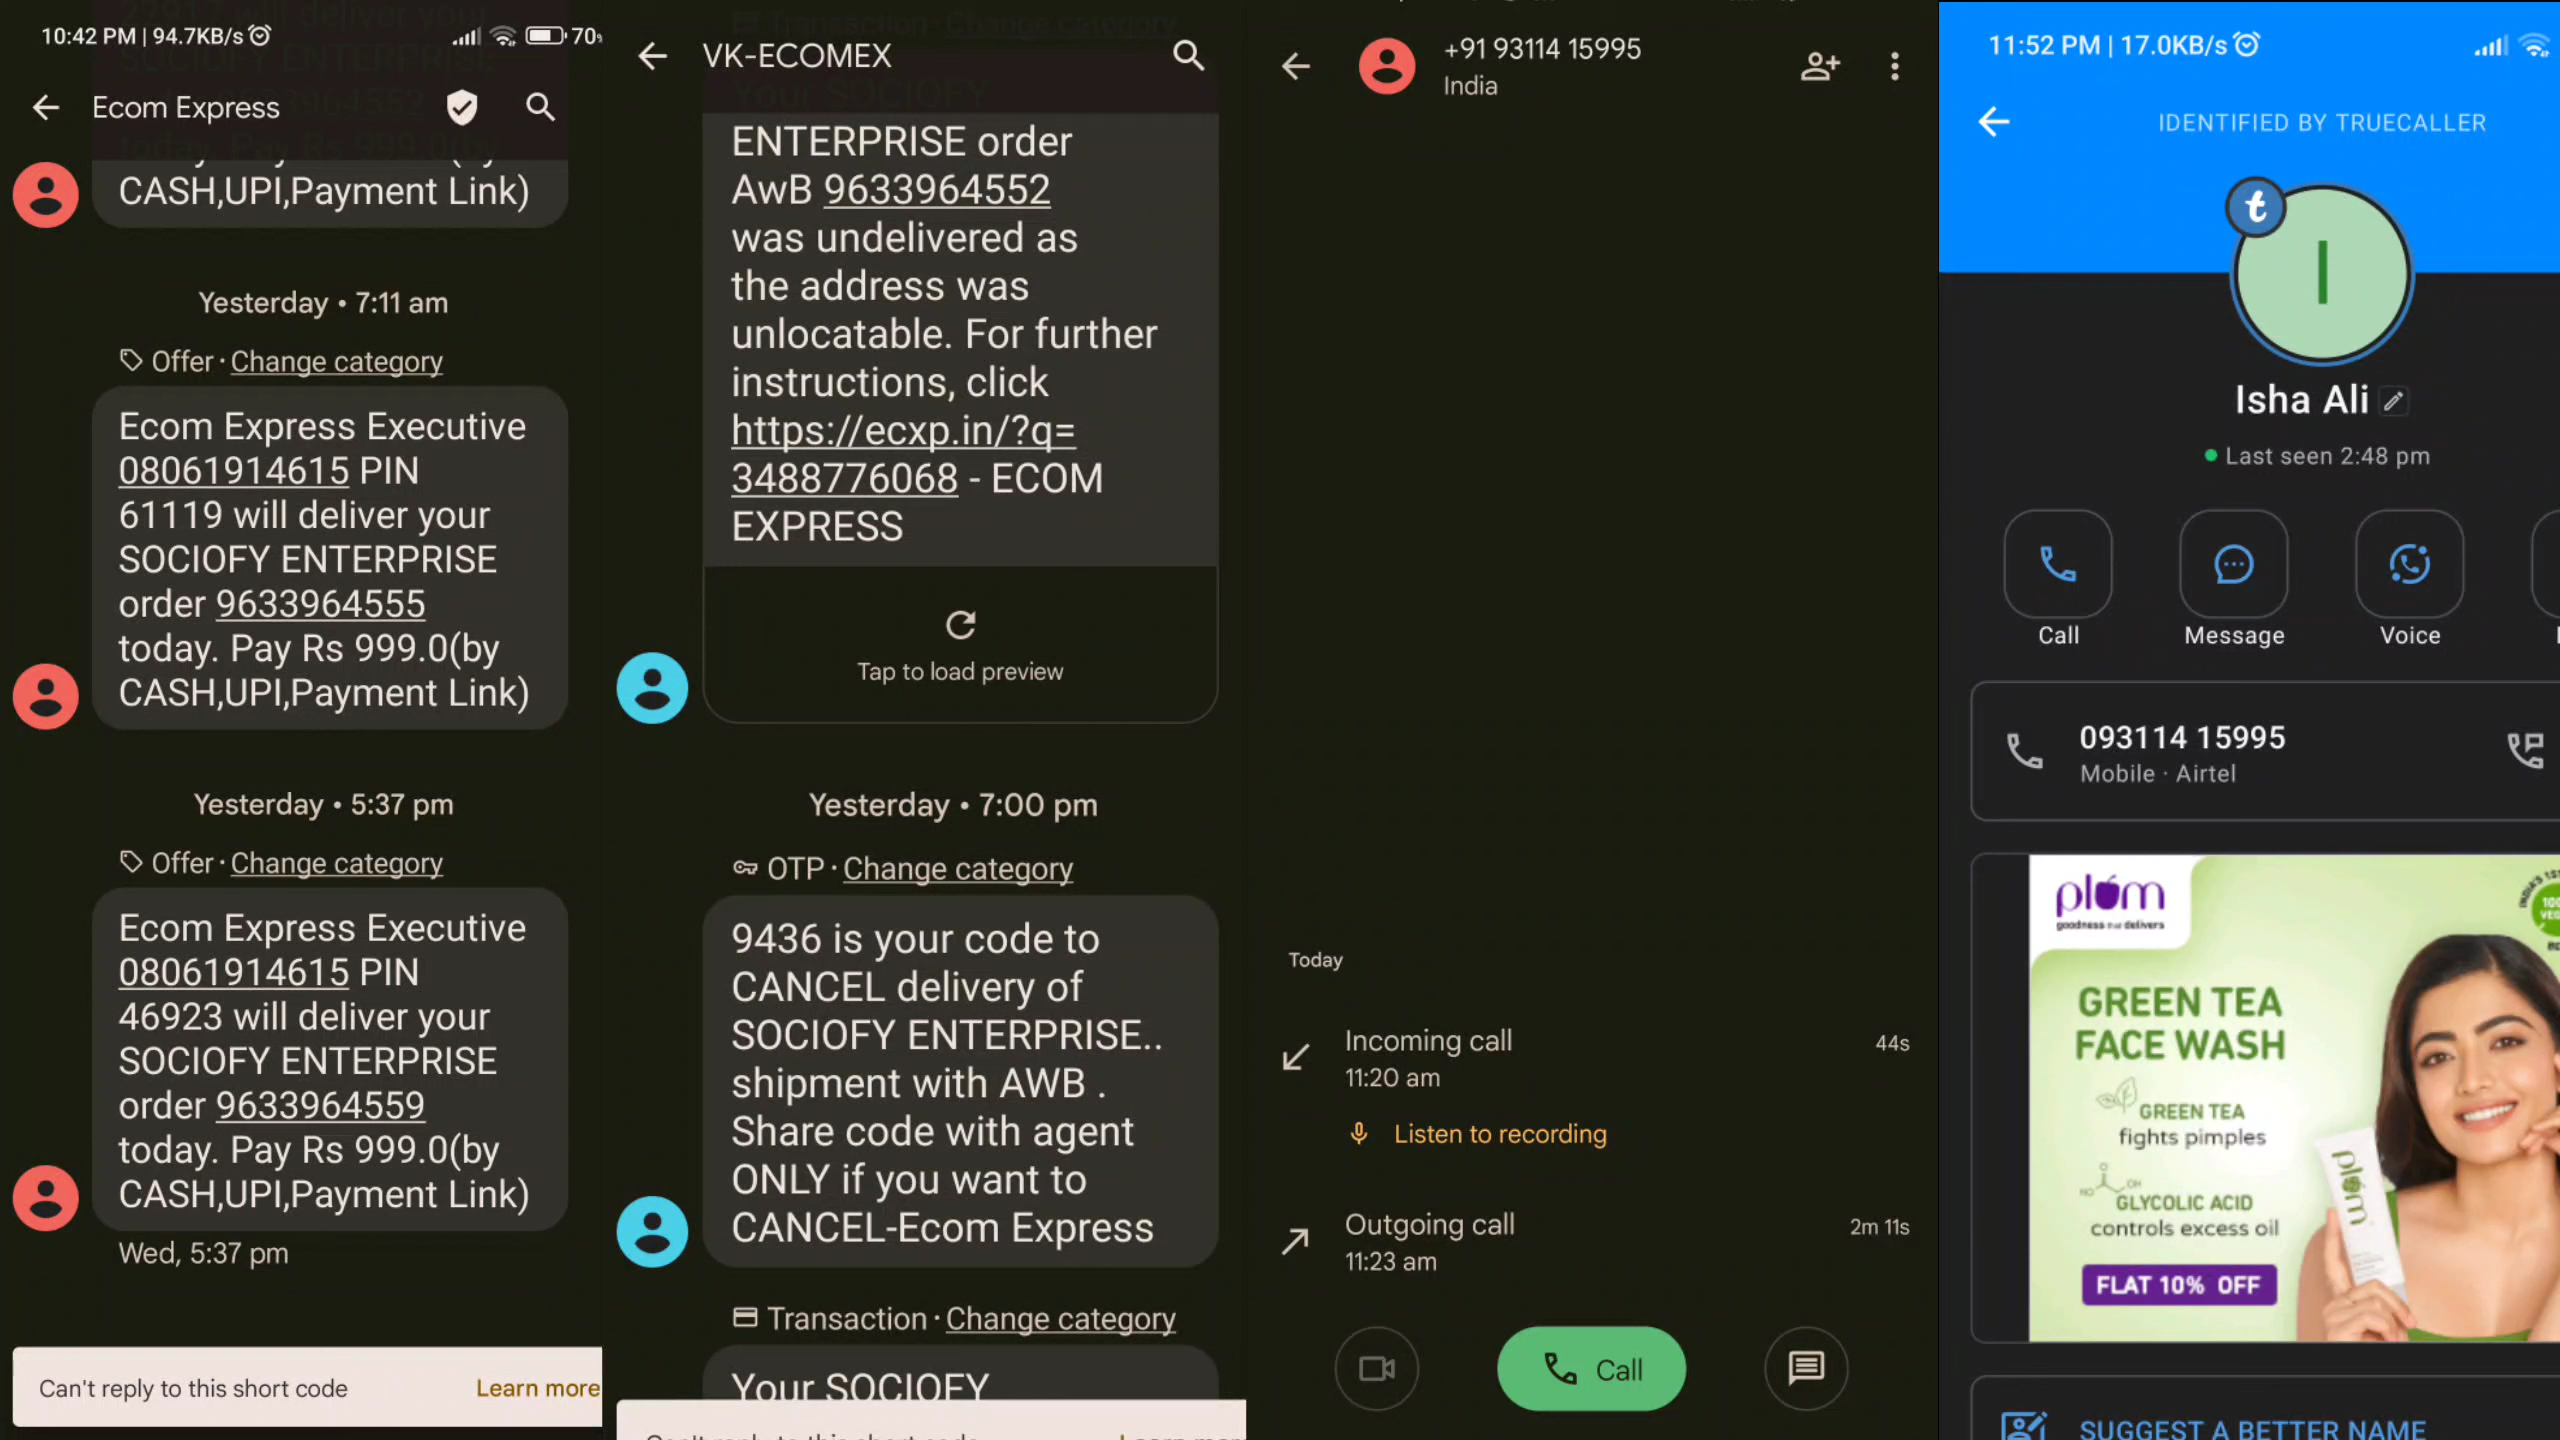 10:42 PM | 94.7KB/s
70
Ecom Express
CASH,UPI,Payment Link)
Yesterday • 7:11 am
Offer · Change category
Ecom Express Executive
08061914615 PIN
61119 will deliver your
SOCIOFY ENTERPRISE
order 9633964555
today. Pay Rs 999.0(by
CASH,UPI,Payment Link)
Yesterday • 5:37 pm
Offer · Change category
Ecom Express Executive
08061914615 PIN
46923 will deliver your
SOCIOFY ENTERPRISE
order 9633964559
today. Pay Rs 999.0(by
CASH,UPI,Payment Link)
Wed, 5:37 pm
Can't reply to this short code
Learn more
Transaction · Change category
VK-ECOMEX
Your SOCIOFY
ENTERPRISE order
AwB 9633964552
was undelivered as
the address was
unlocatable. For further
instructions, click
https://ecxp.in/?q=
3488776068 - ECOM
EXPRESS
Tap to load preview
Yesterday • 7:00 pm
OTP · Change category
9436 is your code to
CANCEL delivery of
SOCIOFY ENTERPRISE..
shipment with AWB .
Share code with agent
ONLY if you want to
CANCEL-Ecom Express
Transaction · Change category
Your SOCIOFY
+91 93114 15995
India
Today
Incoming call
44s
11:20 am
Listen to recording
Outgoing call
2m 11s
11:23 am
Call
11:52 PM | 17.0KB/s
IDENTIFIED BY TRUECALLER
t
I
Isha Ali
Last seen 2:48 pm
Call
Message
Voice
093114 15995
Mobile · Airtel
plum
goodness that delivers
GREEN TEA
FACE WASH
GREEN TEA
fights pimples
GLYCOLIC ACID
controls excess oil
FLAT 10% OFF
plum
SUGGEST A BETTER NAME